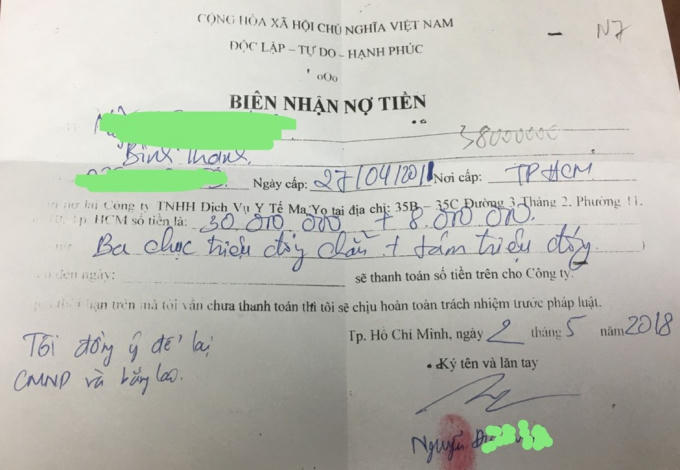 CỘNG HÒA XÃ HỘI CHỦ NGHĨA VIỆT NAM
N7
ĐỘC LẬP – TỰ DO – HẠNH PHÚC
oOo
BIÊN NHẬN NỢ TIỀN
38000000
Bình Thạnh
Ngày cấp: 27/04/2011 Nơi cấp: TP HCM
nợ lại Công ty TNHH Dịch Vụ Y Tế Ma Yo tại địa chỉ: 35B – 35C Đường 3 Tháng 2, Phường 11,
Tp. HCM số tiền là: 30.000.000 + 8.000.000.
Ba chục triệu đồng chẵn + tám triệu đồng.
đến ngày: sẽ thanh toán số tiền trên cho Công ty.
hạn trên mà tôi vẫn chưa thanh toán thì tôi sẽ chịu hoàn toàn trách nhiệm trước pháp luật.
Tp. Hồ Chí Minh, ngày 2 tháng 5 năm 2018
Tôi đồng ý để lại
CMND và bằng lái.
Ký tên và lăn tay
Nguyễn